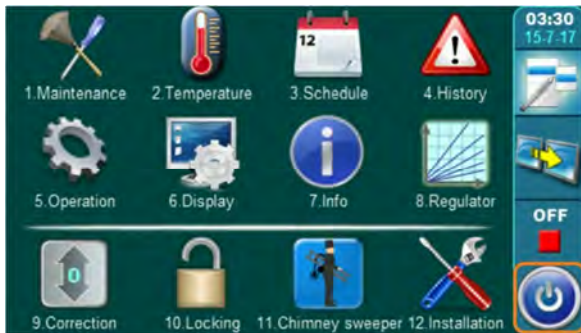 03:30
15-7-17
12
1.Maintenance 2.Temperature 3.Schedule 4.History
5.Operation 6.Display 7.Info 8.Regulator
OFF
0
9.Correction 10.Locking 11.Chimney sweeper 12.Installation